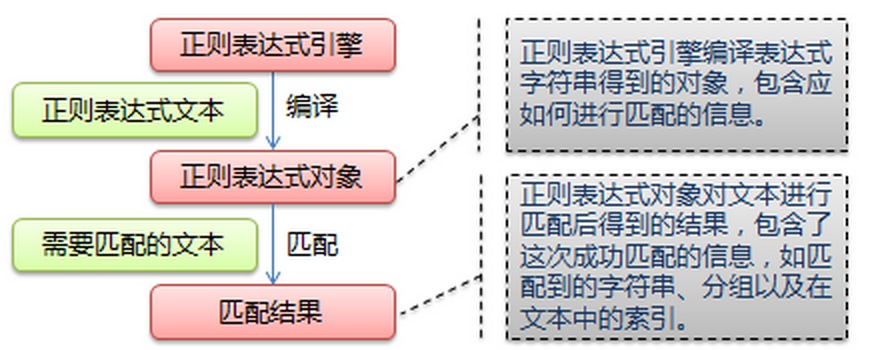 正则表达式引擎
正则表达式文本
编译
正则表达式对象
需要匹配的文本
匹配
匹配结果
正则表达式引擎编译表达式
字符串得到的对象，包含应
如何进行匹配的信息。
正则表达式对象对文本进行
匹配后得到的结果，包含了
这次成功匹配的信息，如匹
配到的字符串、分组以及在
文本中的索引。